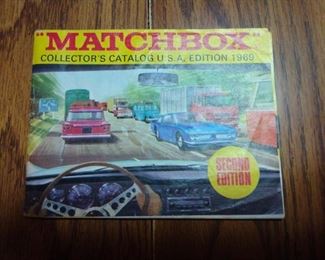 "MATCHBOX"
COLLECTOR'S CATALOG U.S.A. EDITION 1969
SECOND
EDITION